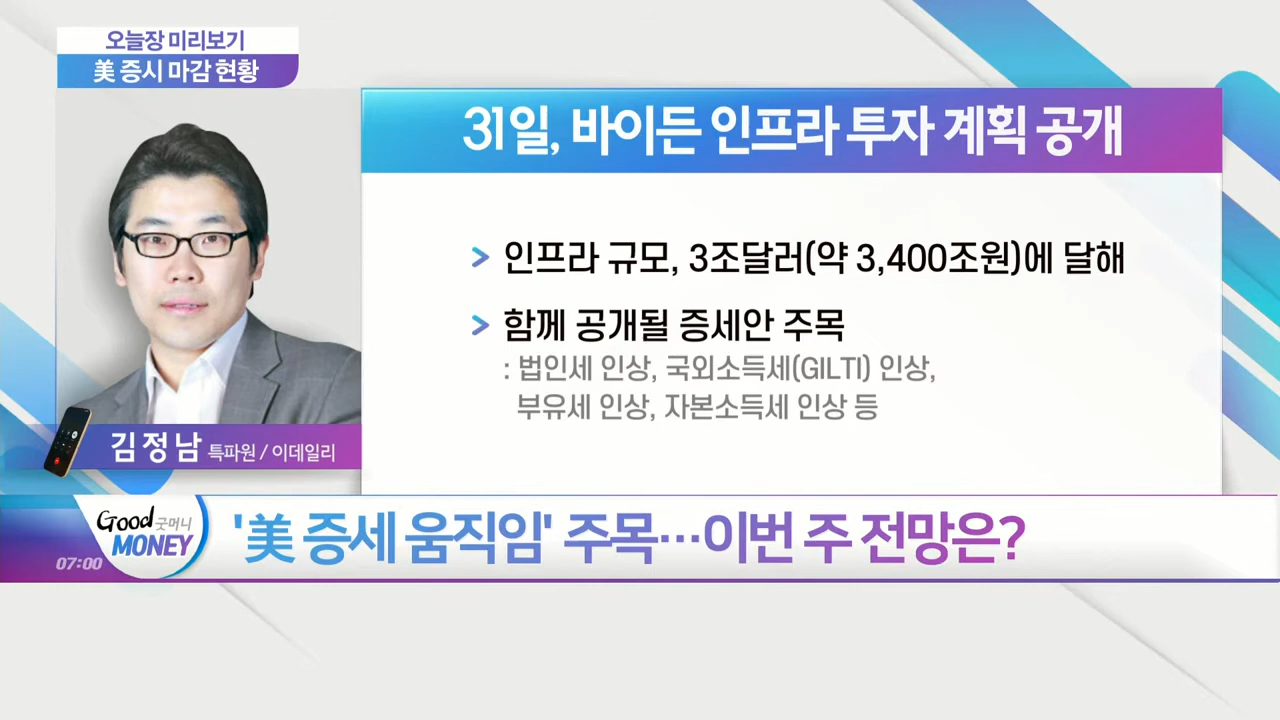 오늘장 미리보기
美 증시 마감 현황
31일, 바이든 인프라 투자 계획 공개
> 인프라 규모, 3조달러(약 3,400조원)에 달해
> 함께 공개될 증세안 주목
: 법인세 인상, 국외소득세(GILTI) 인상,
부유세 인상, 자본소득세 인상 등
김정남 특파원 / 이데일리
Good 굿머니
MONEY
'美 증세 움직임' 주목…이번 주 전망은?
07:00